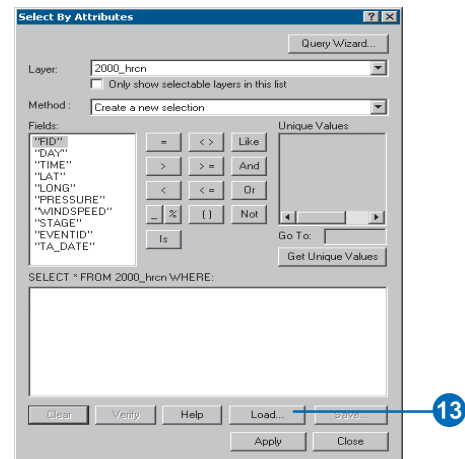 Select By Attributes
Query Wizard...
Layer: 2000_hrcn
Only show selectable layers in this list
Method : Create a new selection
Fields:
"FID"
"DAY"
"TIME"
"LAT"
"LONG"
"PRESSURE"
"WINDSPEED"
"STAGE"
"EVENTID"
"TA_DATE"
= < > Like
> > = And
< < = Or
_ % ( ) Not
Is
Unique Values
Go To:
Get Unique Values
SELECT * FROM 2000_hrcn WHERE:
Clear Verify Help Load... Save...
13
Apply Close